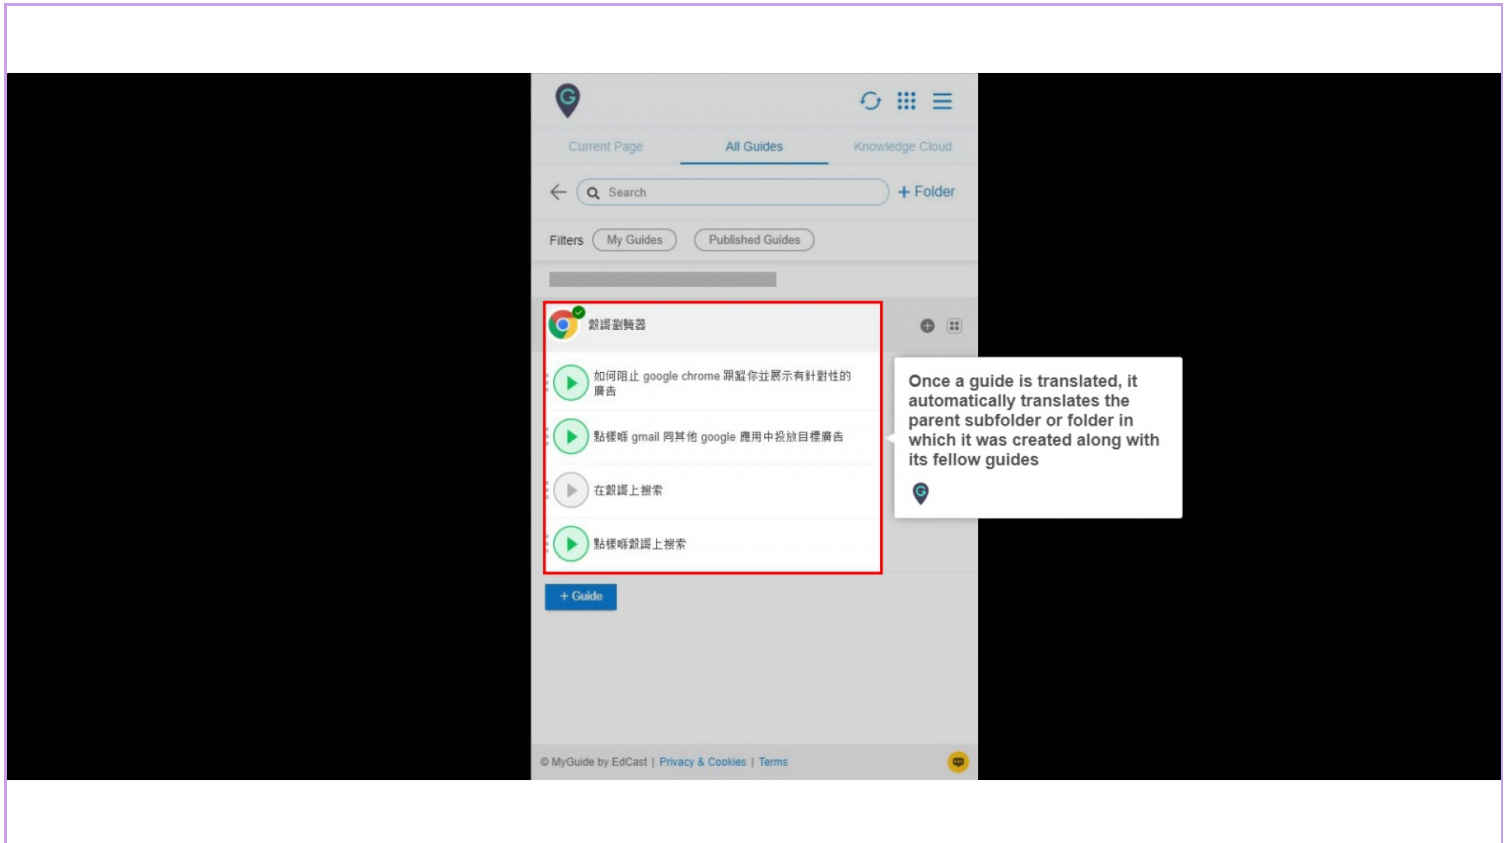 Current Page
All Guides
Knowledge Cloud
Search
+ Folder
Filters
My Guides
Published Guides
穀謌瀏覽器
如何阻止 google chrome 跟蹤你並展示有針對性的
廣告
點樣喺 gmail 同其他 google 應用中投放目標廣告
在穀謌上搜索
點樣喺穀謌上搜索
Once a guide is translated, it
automatically translates the
parent subfolder or folder in
which it was created along with
its fellow guides
+ Guide
© MyGuide by EdCast | Privacy & Cookies | Terms